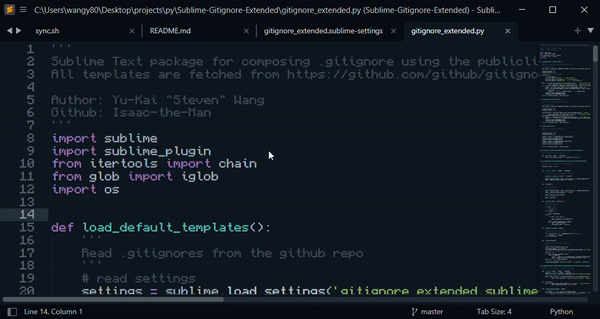 C:\Users\wangy80\Desktop\projects\py\Sublime-Gitignore-Extended\gitignore_extended.py (Sublime-Gitignore-Extended) - Subli...
sync.sh
README.md
gitignore_extended.sublime-settings
gitignore_extended.py
1 '''
2 Sublime Text package for composing .gitignore using the publicli
3 All templates are fetched from https://github.com/github/gitigno
4
5 Author: Yu-Kai "Steven" Wang
6 Github: Isaac-the-Man
7 '''
8 import sublime
9 import sublime_plugin
10 from itertools import chain
11 from glob import iglob
12 import os
13
14
15 def load_default_templates():
16 '''
17 Read .gitignores from the github repo
18 '''
19 # read settings
20 settings = sublime.load_settings('gitignore_extended.sublime
Line 14, Column 1
master
Tab Size: 4
Python